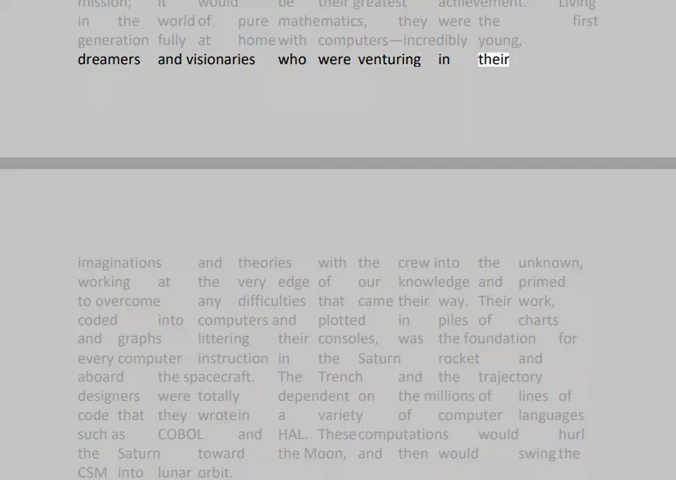 mission; it would be their greatest achievement. Living
in the world of pure mathematics, they were the first
generation fully at home with computers—incredibly young,
dreamers and visionaries who were venturing in their
imaginations and theories with the crew into the unknown,
working at the very edge of our knowledge and primed
to overcome any difficulties that came their way. Their work,
coded into computers and plotted in piles of charts
and graphs littering their consoles, was the foundation for
every computer instruction in the Saturn rocket and
aboard the spacecraft. The Trench and the trajectory
designers were totally dependent on the millions of lines of
code that they wrotein a variety of computer languages
such as COBOL and HAL. These computations would hurl
the Saturn toward the Moon, and then would swing the
CSM into lunar orbit.